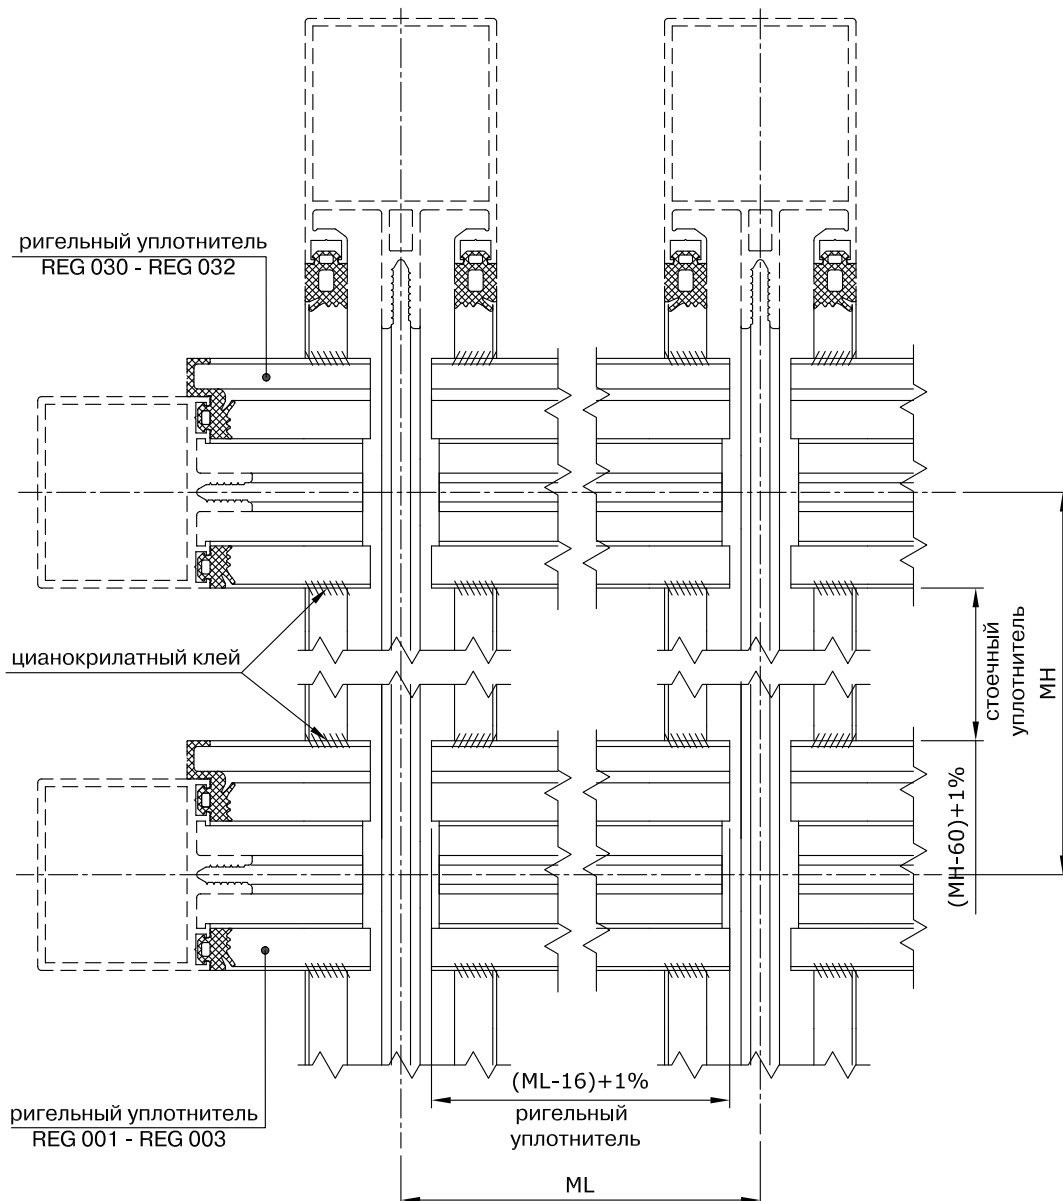 ригельный уплотнитель
REG 030 - REG 032
цианокрилатный клей
стоечный
уплотнитель
MH
(MH-60)+1%
(ML-16)+1%
ригельный
уплотнитель
ригельный уплотнитель
REG 001 - REG 003
ML